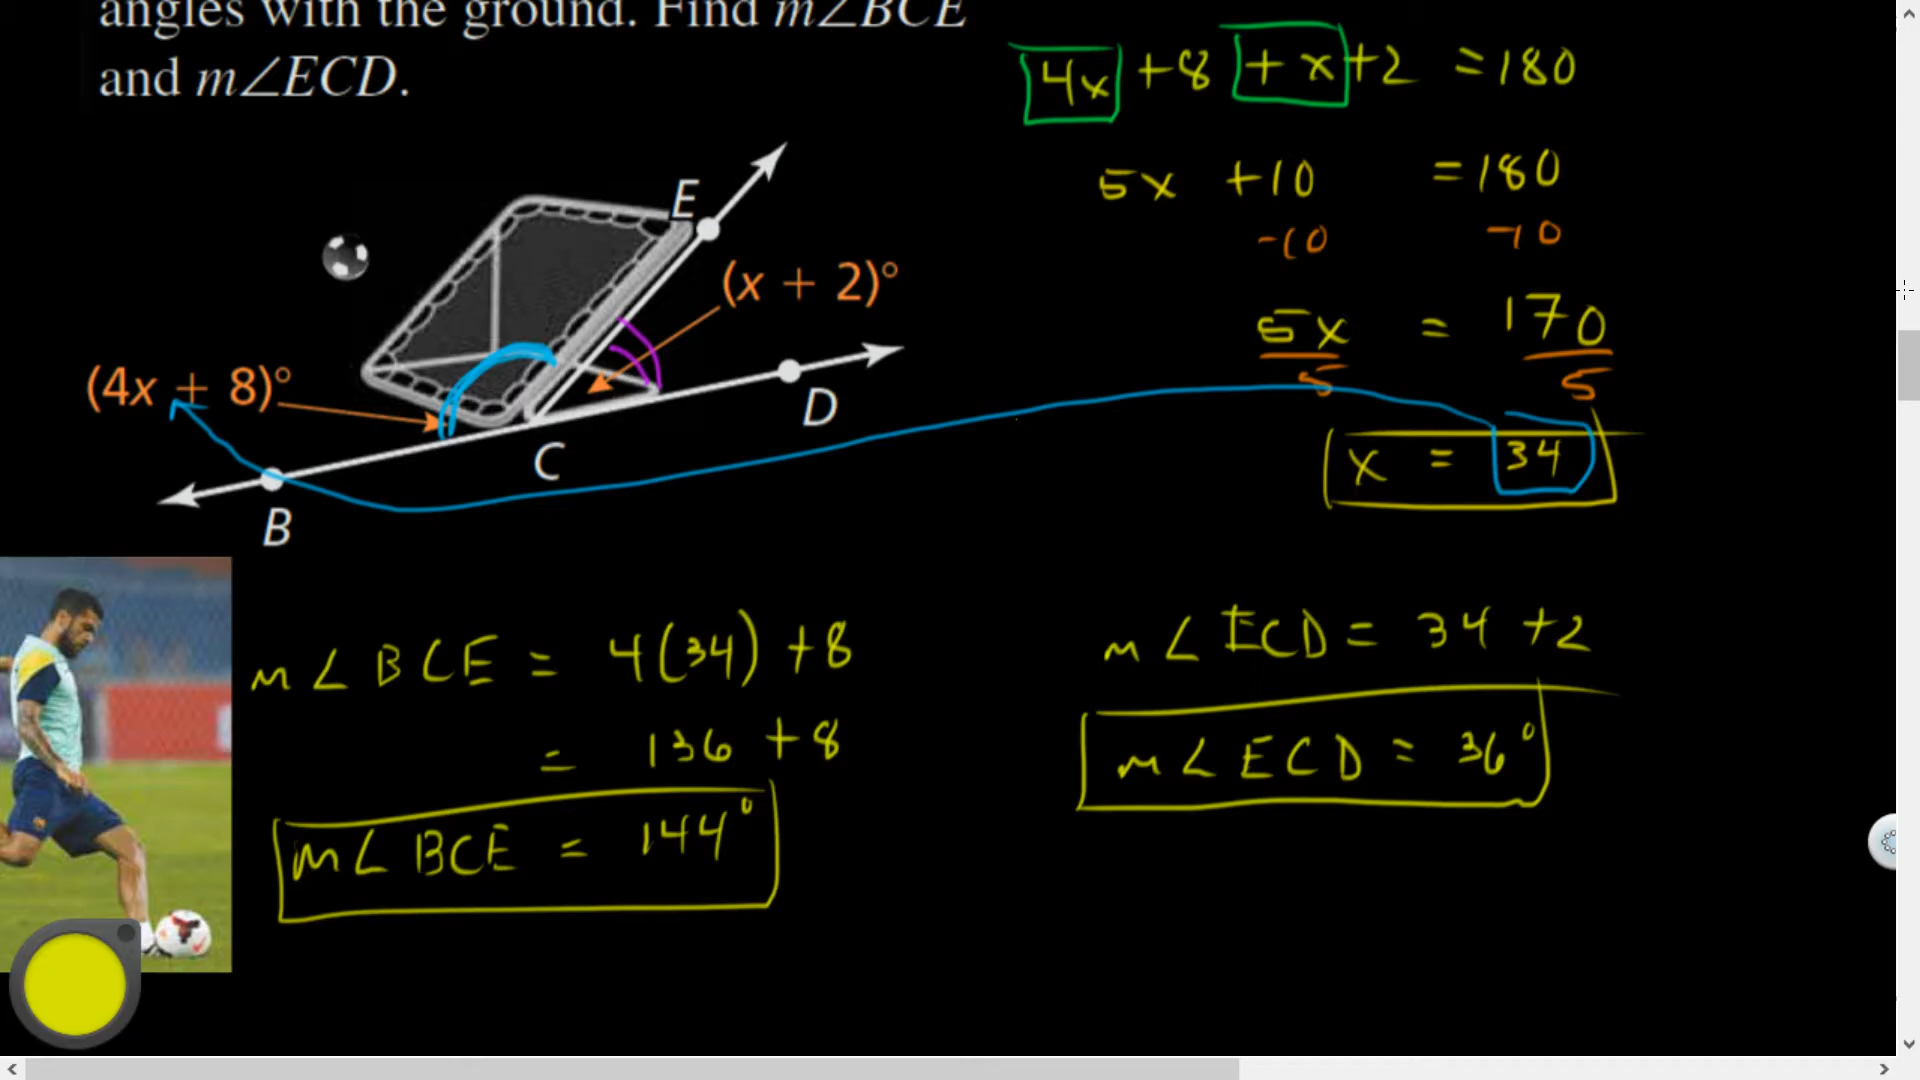 angles with the ground. Find m∠BCE
and m∠ECD.
4x +8 + x +2 = 180
5x +10 = 180
-10 -10
5x = 170
5 5
x = 34
E
(x + 2)°
(4x + 8)°
D
C
B
m∠BCE = 4(34) +8
= 136 +8
m∠BCE = 144°
m∠ECD = 34 +2
m∠ECD = 36°